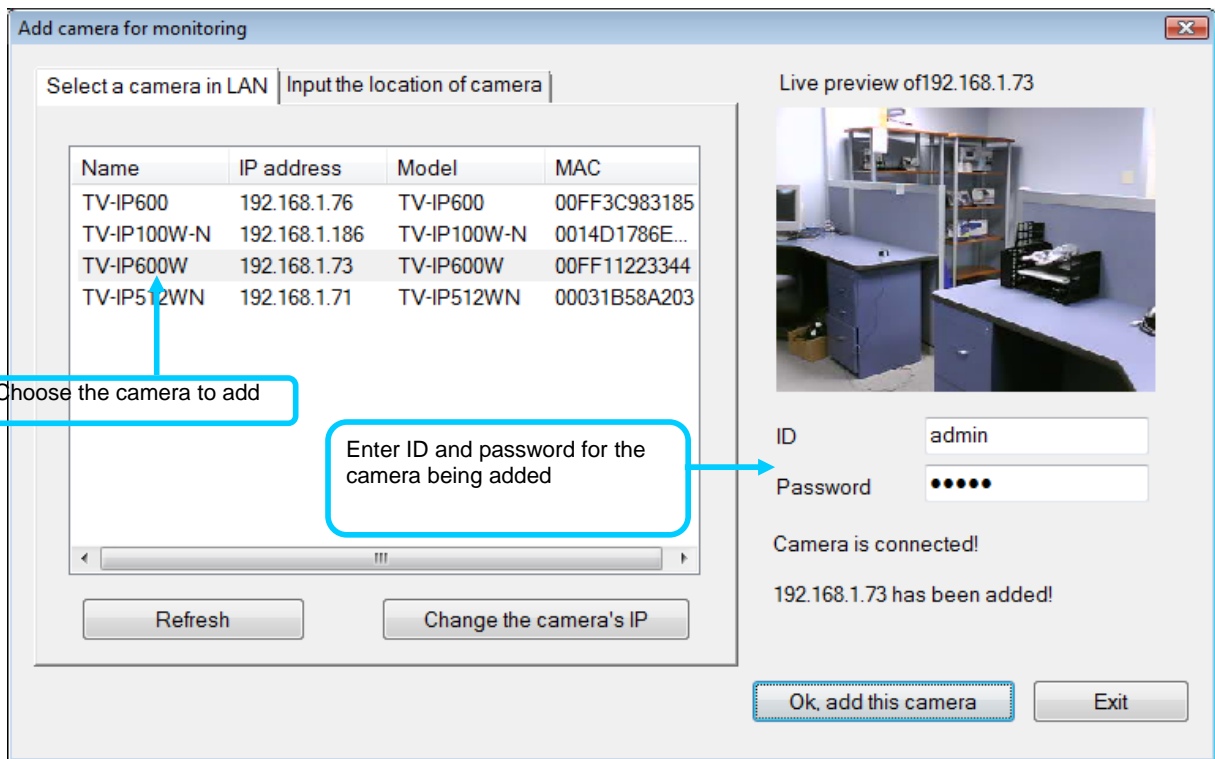 Add camera for monitoring
Select a camera in LAN
Input the location of camera
Name IP address Model MAC
TV-IP600 192.168.1.76 TV-IP600 00FF3C983185
TV-IP100W-N 192.168.1.186 TV-IP100W-N 0014D1786E...
TV-IP600W 192.168.1.73 TV-IP600W 00FF11223344
TV-IP512WN 192.168.1.71 TV-IP512WN 00031B58A203
Choose the camera to add
Enter ID and password for the
camera being added
Refresh
Change the camera's IP
Live preview of192.168.1.73
ID admin
Password •••••
Camera is connected!
192.168.1.73 has been added!
Ok, add this camera
Exit